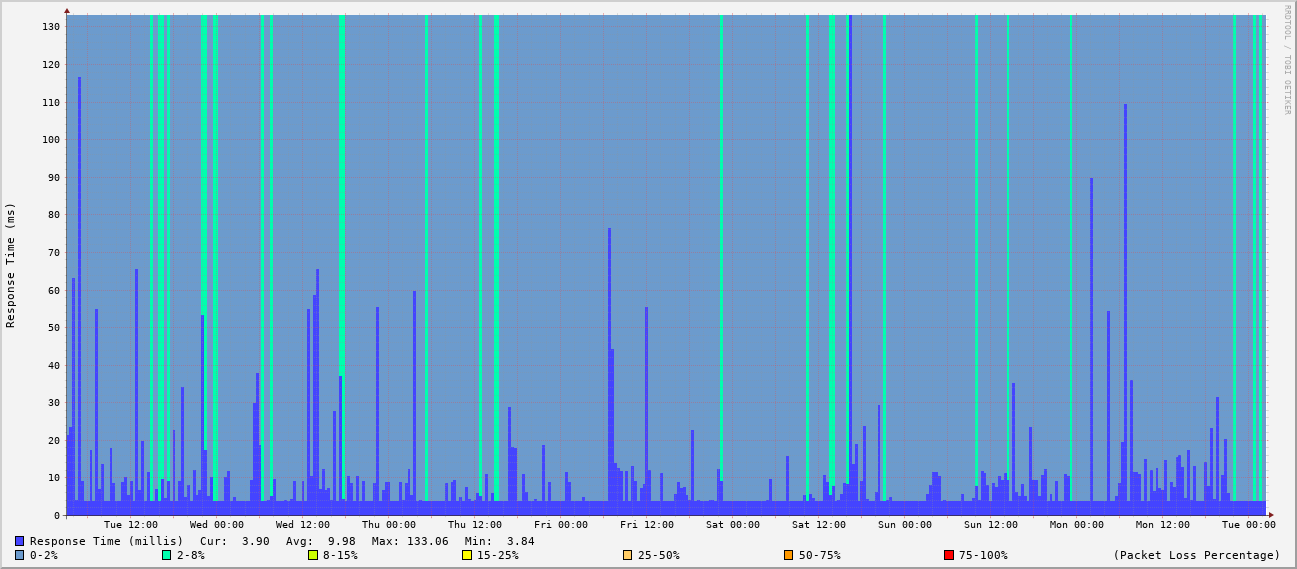 130
120
110
100
90
80
70
60
50
40
30
20
10
0
Response Time (ms)
RRDTOOL / TOBI OETIKER
Tue 12:00 Wed 00:00 Wed 12:00 Thu 00:00 Thu 12:00 Fri 00:00 Fri 12:00 Sat 00:00 Sat 12:00 Sun 00:00 Sun 12:00 Mon 00:00 Mon 12:00 Tue 00:00
Response Time (millis) Cur: 3.90 Avg: 9.98 Max: 133.06 Min: 3.84
0-2% 2-8% 8-15% 15-25% 25-50% 50-75% 75-100% (Packet Loss Percentage)